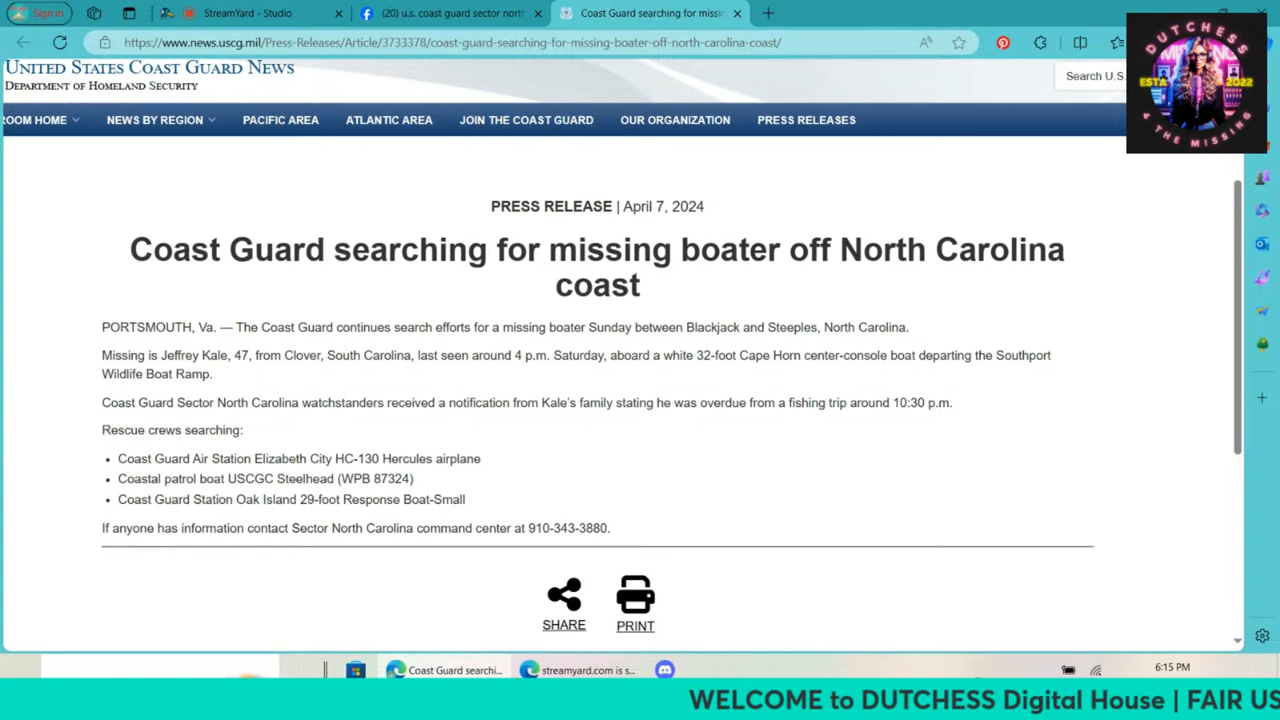 Sign in
StreamYard - Studio
(20) u.s. coast guard sector nort
Coast Guard searching for missin
https://www.news.uscg.mil/Press-Releases/Article/3733378/coast-guard-searching-for-missing-boater-off-north-carolina-coast/
UNITED STATES COAST GUARD NEWS
DEPARTMENT OF HOMELAND SECURITY
Search U.S.
DUTCHESS
MISSING
ESTA 2022
4 THE MISSING
ROOM HOME NEWS BY REGION PACIFIC AREA ATLANTIC AREA JOIN THE COAST GUARD OUR ORGANIZATION PRESS RELEASES
PRESS RELEASE | April 7, 2024
Coast Guard searching for missing boater off North Carolina
coast
PORTSMOUTH, Va. — The Coast Guard continues search efforts for a missing boater Sunday between Blackjack and Steeples, North Carolina.
Missing is Jeffrey Kale, 47, from Clover, South Carolina, last seen around 4 p.m. Saturday, aboard a white 32-foot Cape Horn center-console boat departing the Southport
Wildlife Boat Ramp.
Coast Guard Sector North Carolina watchstanders received a notification from Kale's family stating he was overdue from a fishing trip around 10:30 p.m.
Rescue crews searching:
• Coast Guard Air Station Elizabeth City HC-130 Hercules airplane
• Coastal patrol boat USCGC Steelhead (WPB 87324)
• Coast Guard Station Oak Island 29-foot Response Boat-Small
If anyone has information contact Sector North Carolina command center at 910-343-3880.
SHARE PRINT
Coast Guard searchi...
streamyard.com is s...
6:15 PM
WELCOME to DUTCHESS Digital House | FAIR US